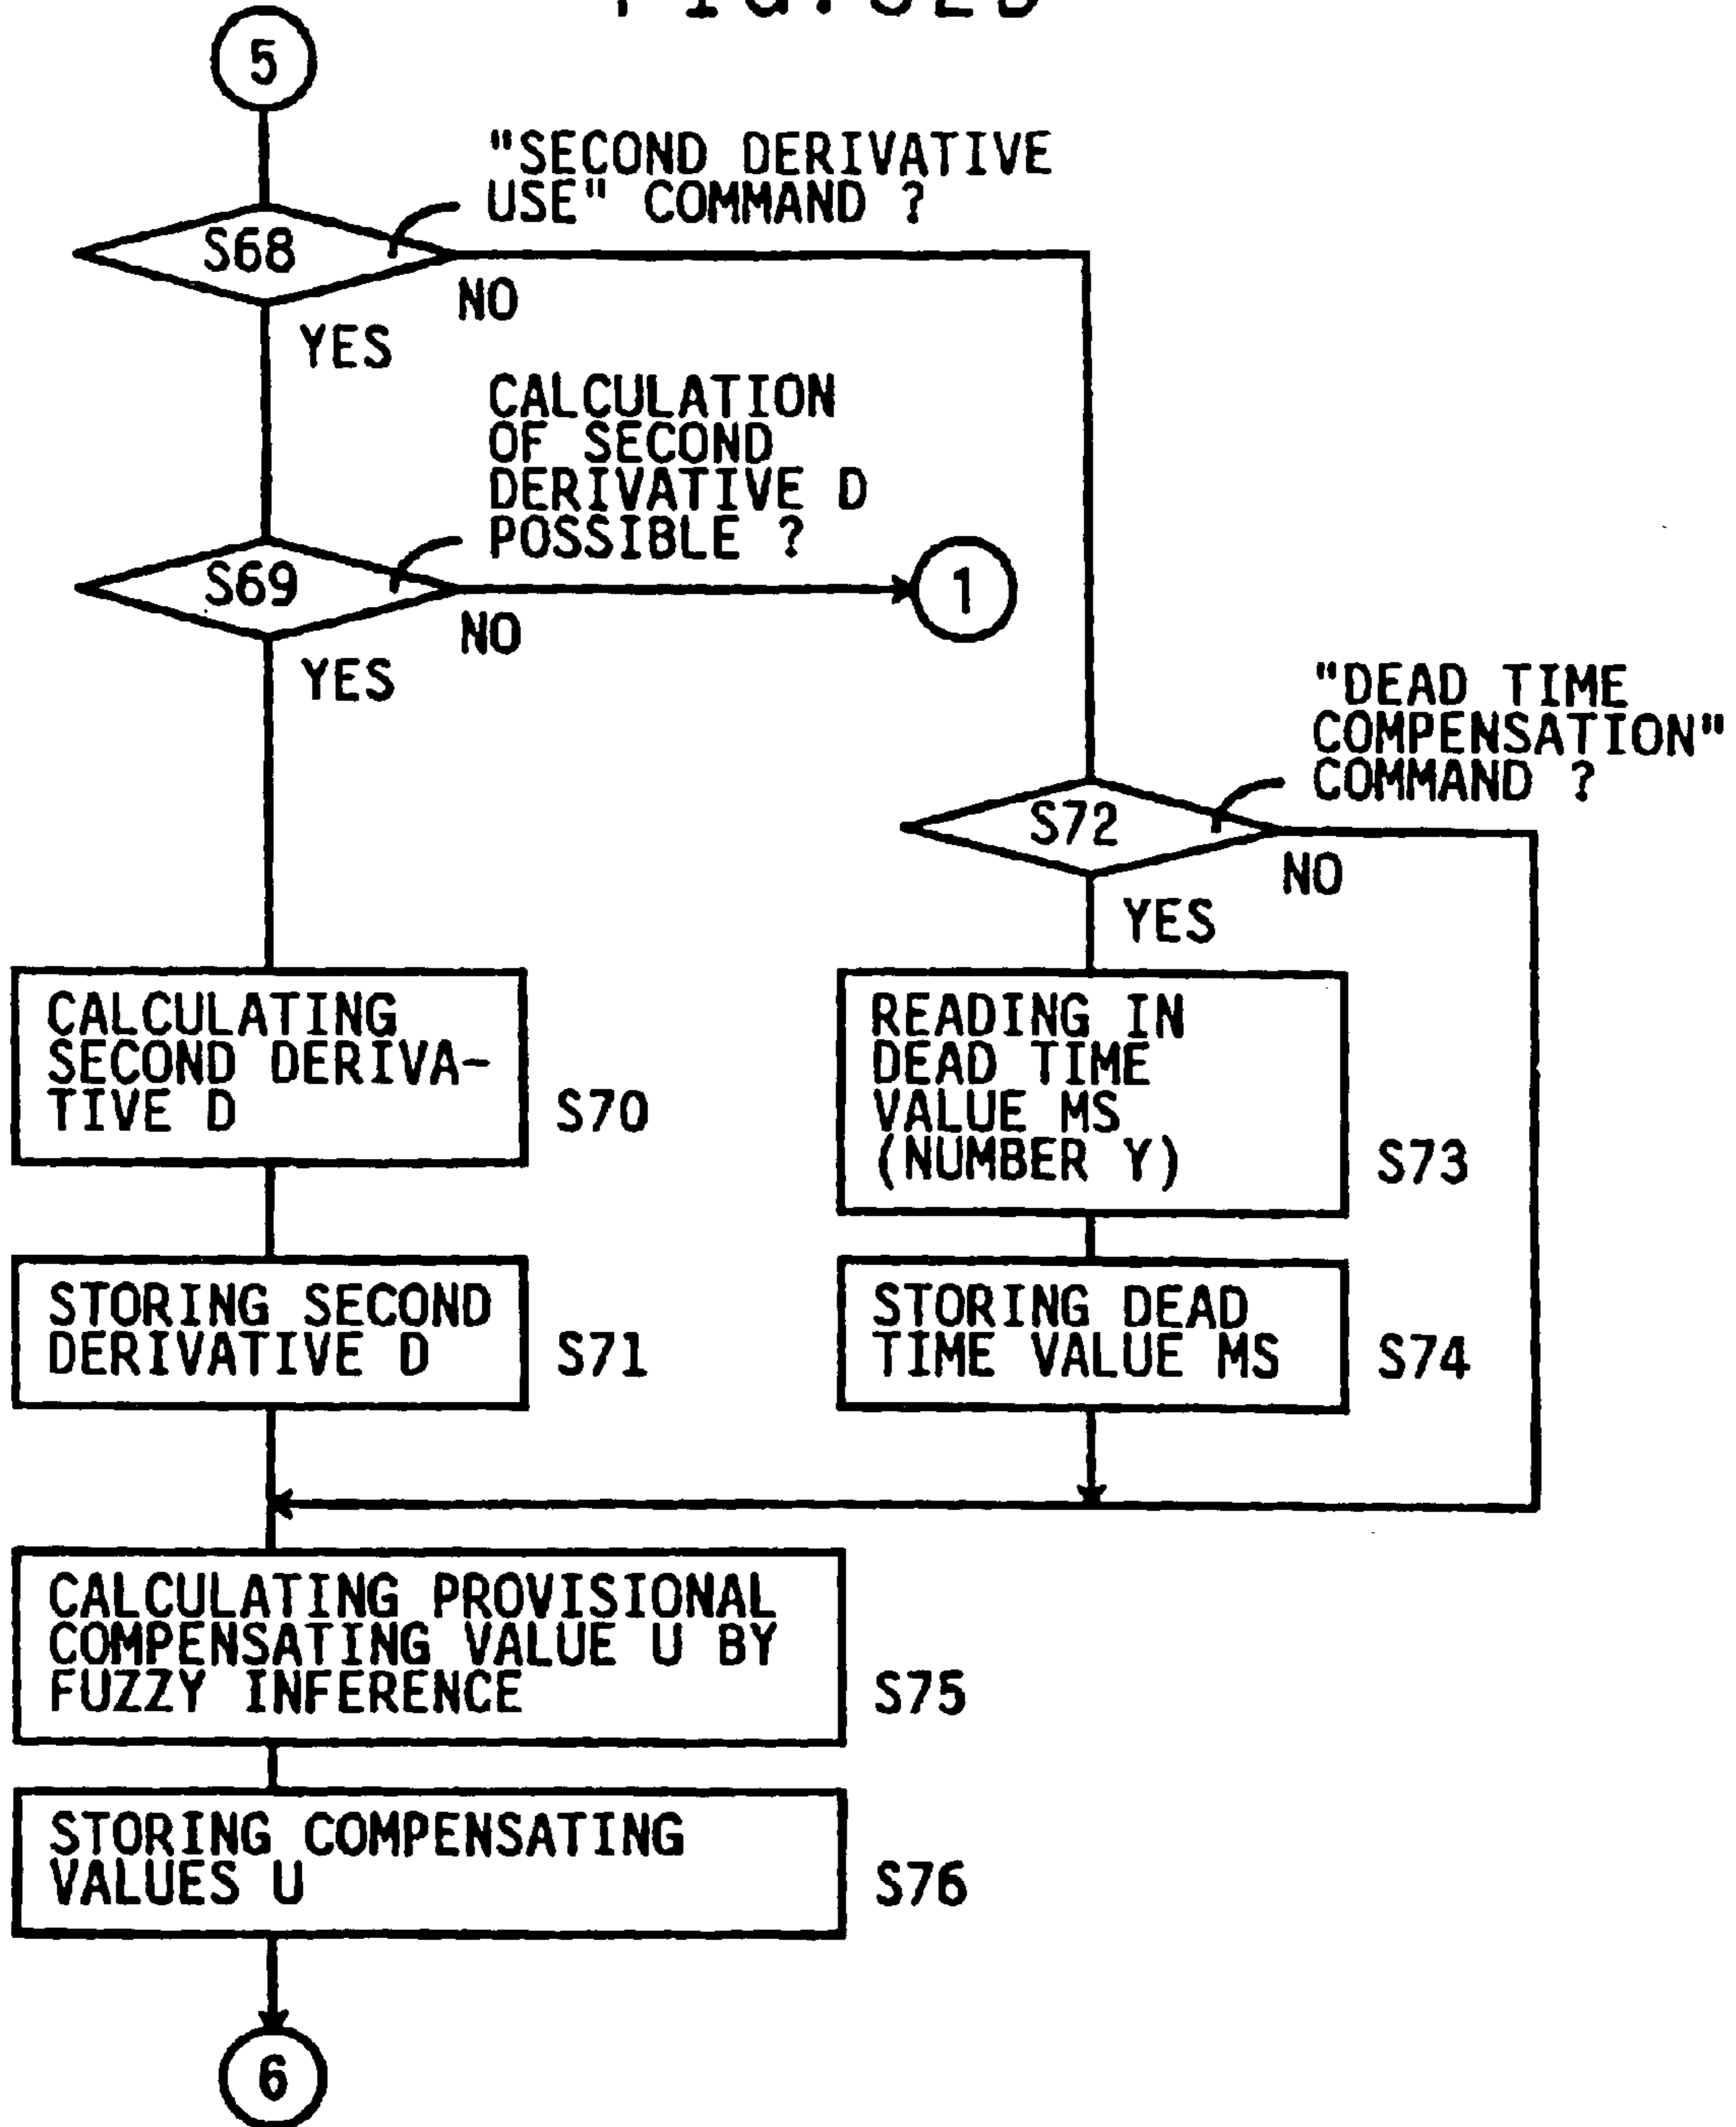 5
"SECOND DERIVATIVE
USE" COMMAND ?
S68
NO
YES
CALCULATION
OF SECOND
DERIVATIVE D
POSSIBLE ?
S69
1
NO
YES
"DEAD TIME
COMPENSATION"
COMMAND ?
S72
NO
YES
CALCULATING
SECOND DERIVA-
TIVE D
S70
READING IN
DEAD TIME
VALUE MS
(NUMBER Y)
S73
STORING SECOND
DERIVATIVE D
S71
STORING DEAD
TIME VALUE MS
S74
CALCULATING PROVISIONAL
COMPENSATING VALUE U BY
FUZZY INFERENCE
S75
STORING COMPENSATING
VALUES U
S76
6